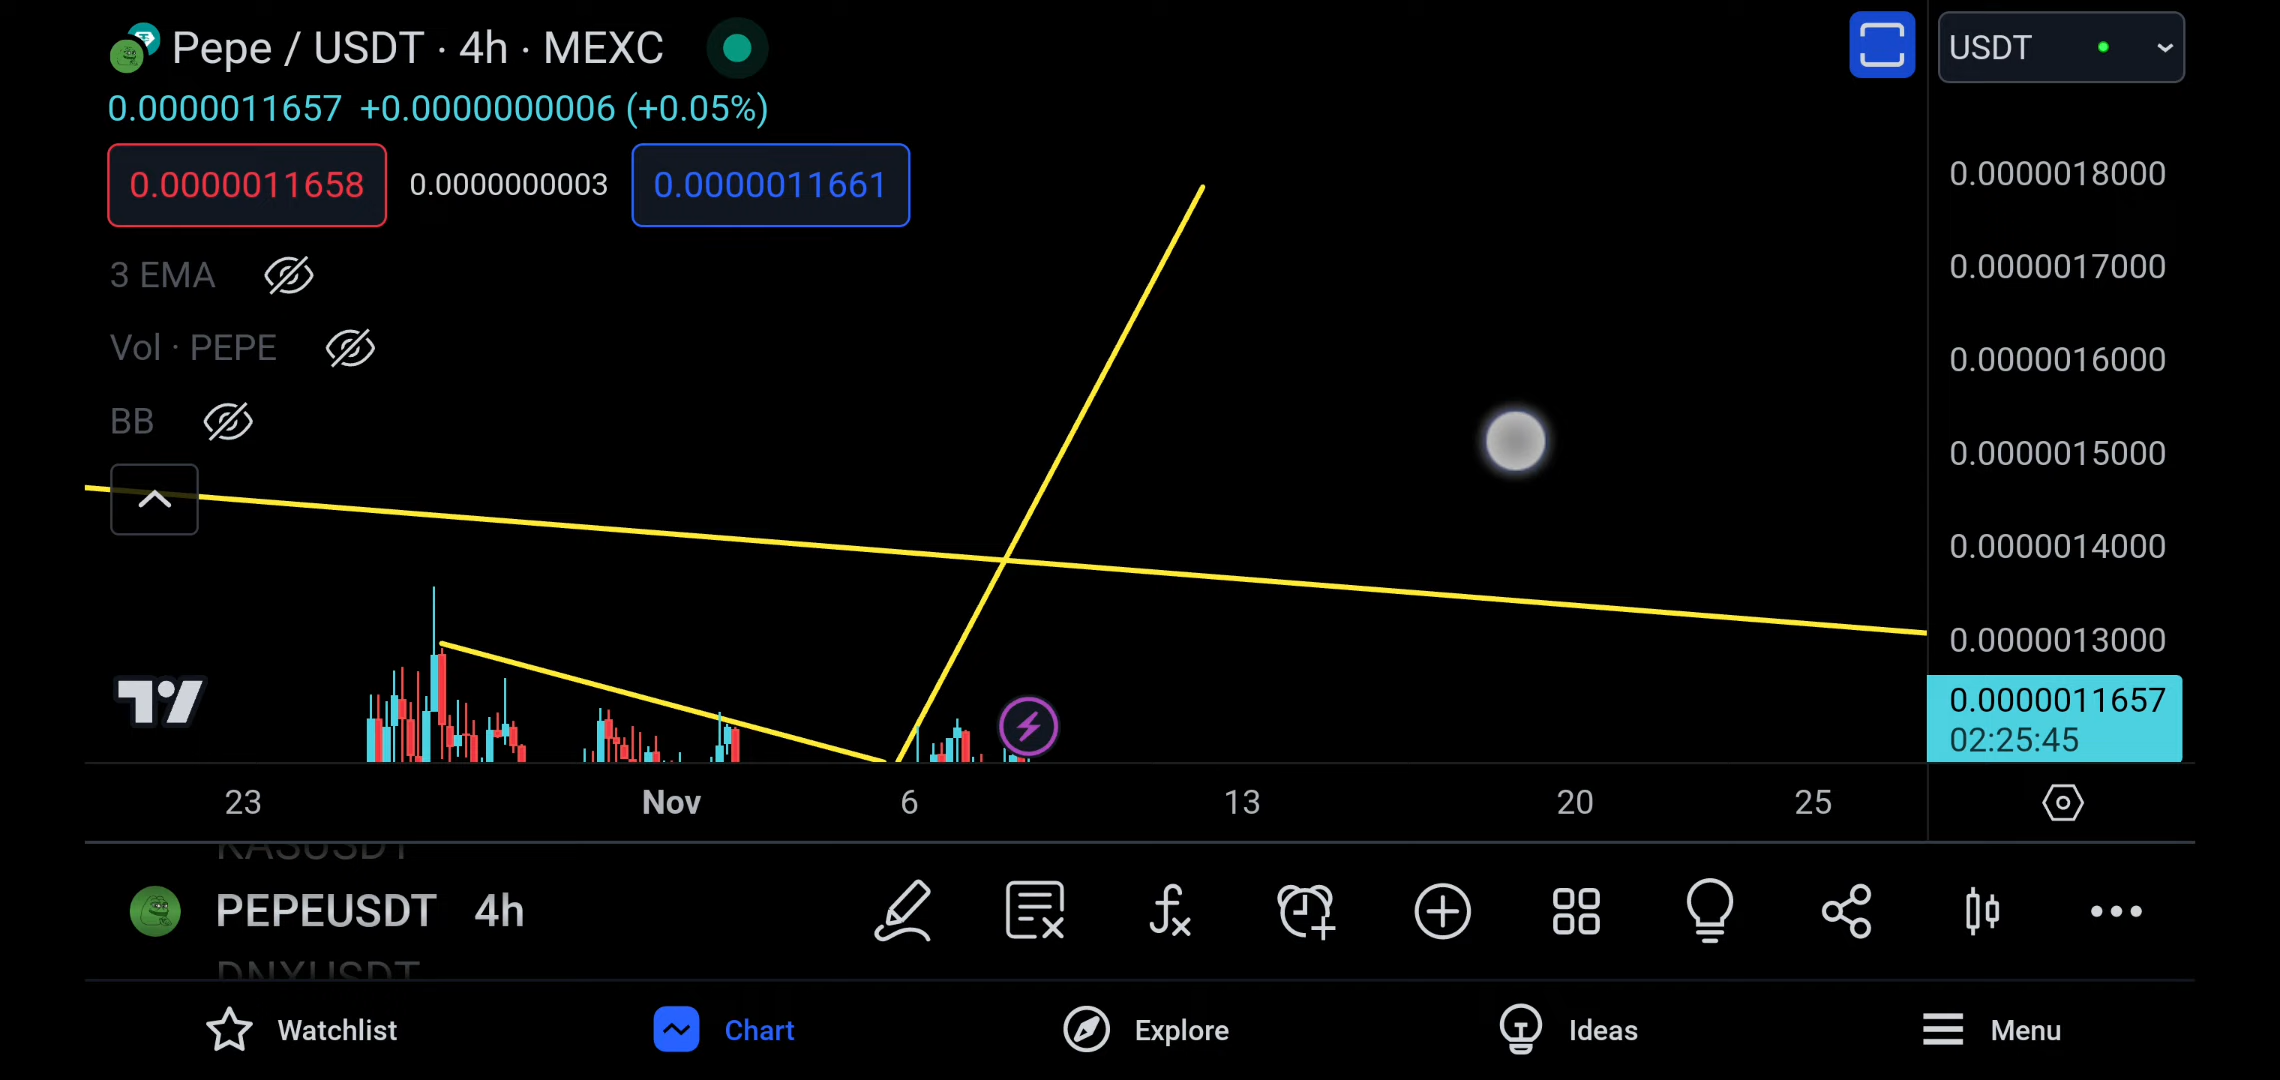 Pepe / USDT · 4h · MEXC
USDT
0.0000011657 +0.0000000006 (+0.05%)
0.0000011658 0.0000000003 0.0000011661
3 EMA
Vol · PEPE
BB
0.0000018000
0.0000017000
0.0000016000
0.0000015000
0.0000014000
0.0000013000
0.0000011657
02:25:45
23 Nov 6 13 20 25
KASUSDT
PEPEUSDT 4h
DNXUSDT
Watchlist Chart Explore Ideas Menu